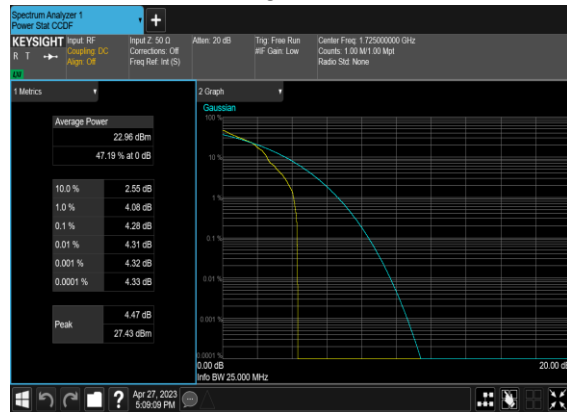 Spectrum Analyzer 1
Power Stat CCDF
+
KEYSIGHT
R T
LW
Input: RF
Coupling: DC
Align: Off
Input Z: 50 Ω
Corrections: Off
Freq Ref: Int (S)
Atten: 20 dB
Trig: Free Run
#IF Gain: Low
Center Freq: 1.725000000 GHz
Counts: 1.00 M/1.00 Mpt
Radio Std: None
1 Metrics
Average Power
22.96 dBm
47.19 % at 0 dB
10.0 % 2.55 dB
1.0 % 4.08 dB
0.1 % 4.28 dB
0.01 % 4.31 dB
0.001 % 4.32 dB
0.0001 % 4.33 dB
Peak
4.47 dB
27.43 dBm
2 Graph
Gaussian
100 %
10 %
1 %
0.1 %
0.01 %
0.001 %
0.0001 %
0.00 dB
20.00 d
Info BW 25.000 MHz
?
Apr 27, 2023
5:09:09 PM